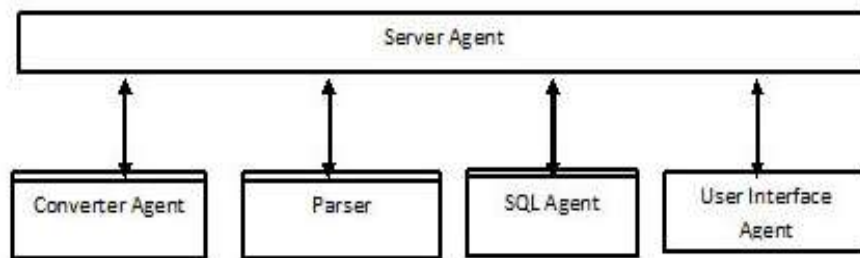 Server Agent
Converter Agent
Parser
SQL Agent
User Interface
Agent